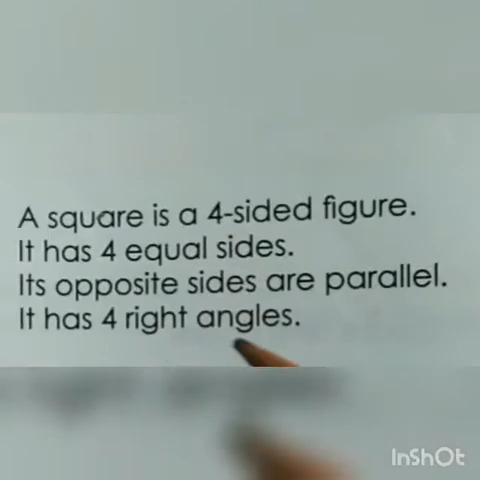 A square is a 4-sided figure.
It has 4 equal sides.
Its opposite sides are parallel.
It has 4 right angles.
InShOt